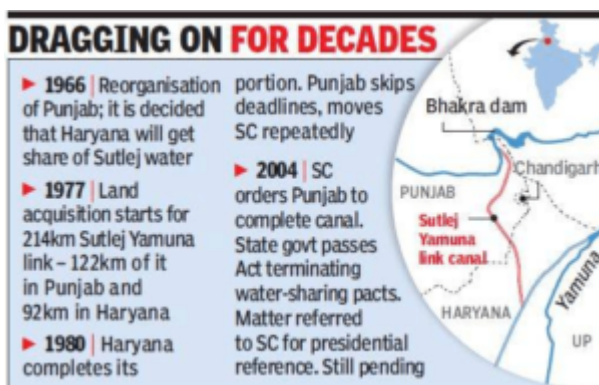 DRAGGING ON FOR DECADES
► 1966 | Reorganisation
of Punjab; it is decided
that Haryana will get
share of Sutlej water
► 1977 | Land
acquisition starts for
214km Sutlej Yamuna
link – 122km of it
in Punjab and
92km in Haryana
► 1980 | Haryana
completes its
portion. Punjab skips
deadlines, moves
SC repeatedly
► 2004 | SC
orders Punjab to
complete canal.
State govt passes
Act terminating
water-sharing pacts.
Matter referred
to SC for presidential
reference. Still pending
Bhakra dam
Chandigarh
PUNJAB
Sutlej
Yamuna
link canal
HARYANA
Yamuna
UP